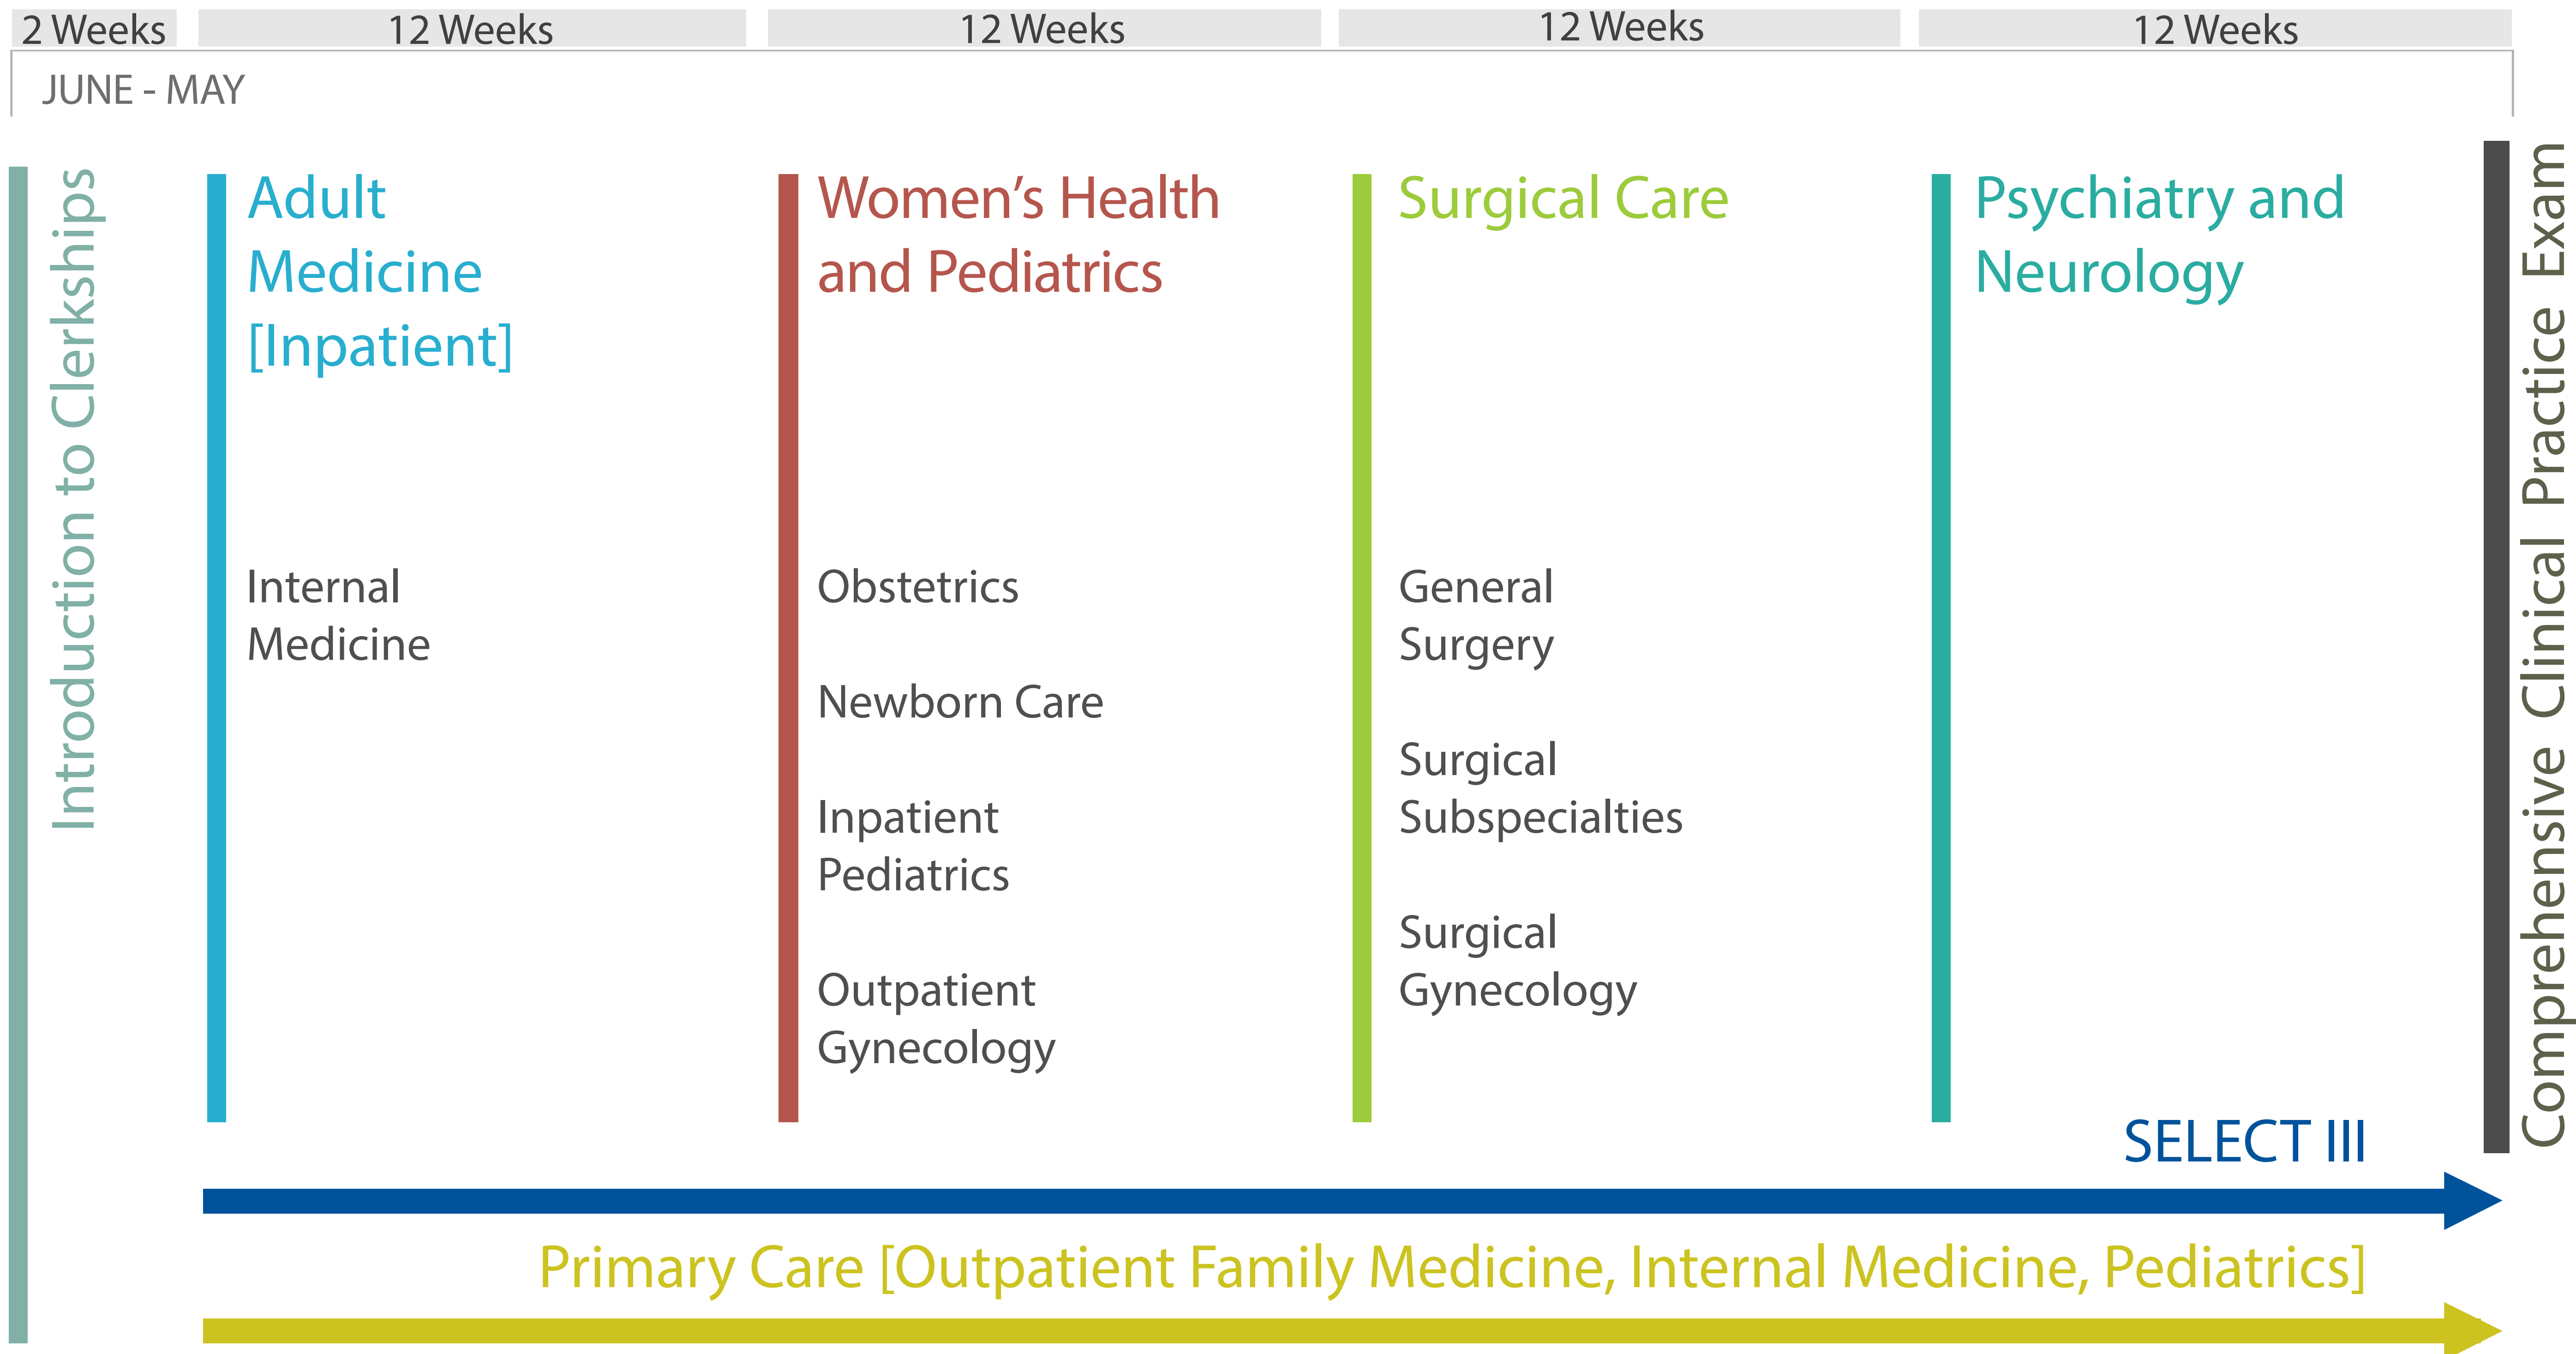 2 Weeks
12 Weeks
12 Weeks
12 Weeks
12 Weeks
JUNE - MAY
Introduction to Clerkships
Adult
Medicine
[Inpatient]
Internal
Medicine
Women’s Health
and Pediatrics
Obstetrics
Newborn Care
Inpatient
Pediatrics
Outpatient
Gynecology
Surgical Care
General
Surgery
Surgical
Subspecialties
Surgical
Gynecology
Psychiatry and
Neurology
Comprehensive Clinical Practice Exam
SELECT III
Primary Care [Outpatient Family Medicine, Internal Medicine, Pediatrics]